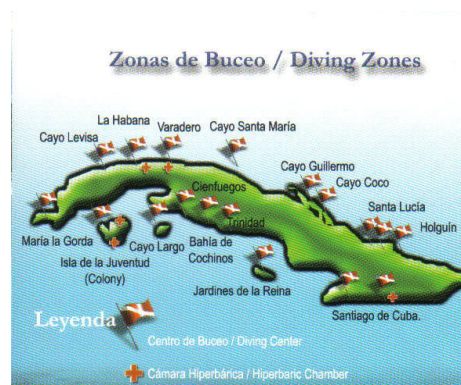 Zonas de Buceo / Diving Zones
La Habana
Varadero
Cayo Santa María
Cayo Levisa
Cayo Guillermo
Cayo Coco
Cienfuegos
Santa Lucía
Trinidad
Holguín
María la Gorda
Cayo Largo
Bahía de
Cochinos
Isla de la Juventud
(Colony)
Jardines de la Reina
Santiago de Cuba.
Leyenda
Centro de Buceo / Diving Center
Cámara Hiperbárica / Hiperbaric Chamber